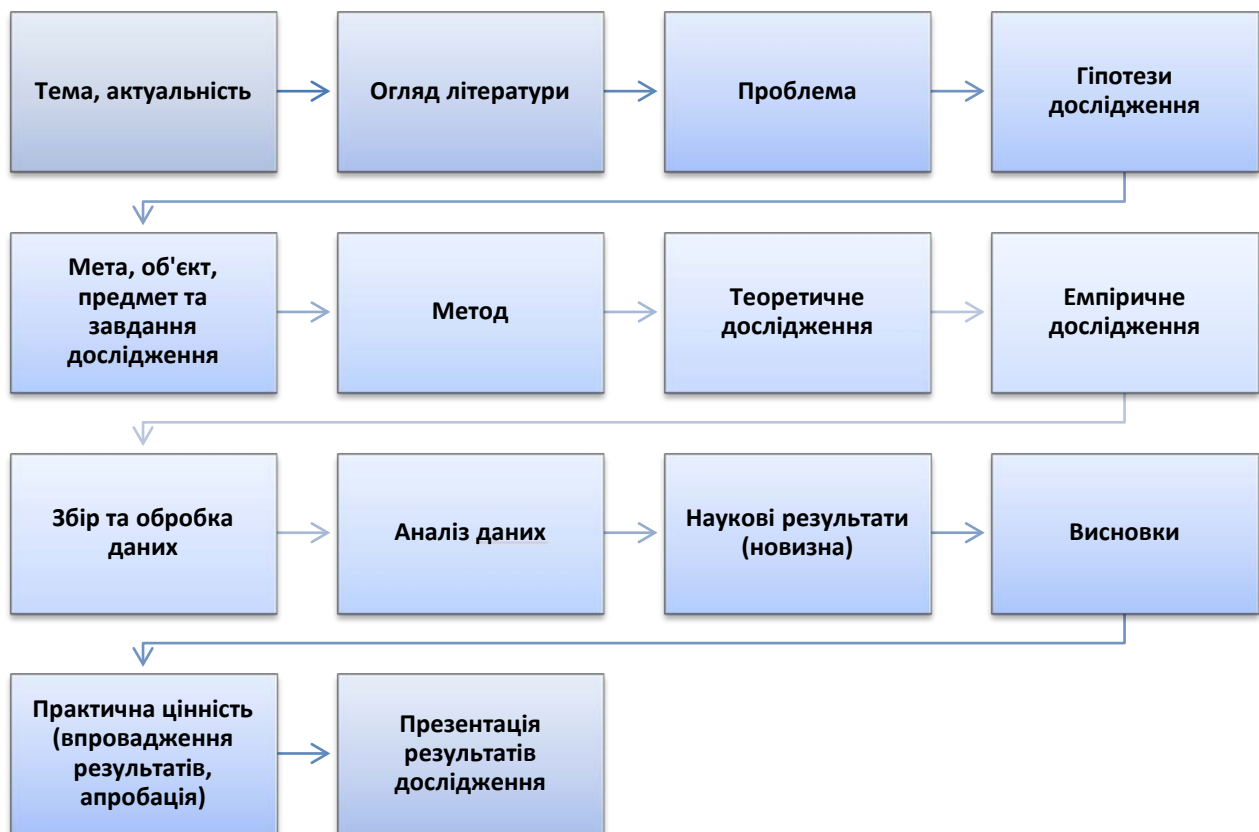 Тема, актуальність
Огляд літератури
Проблема
Гіпотези
дослідження
Мета, об'єкт,
предмет та
завдання
дослідження
Метод
Теоретичне
дослідження
Емпіричне
дослідження
Збір та обробка
даних
Аналіз даних
Наукові результати
(новизна)
Висновки
Практична цінність
(впровадження
результатів,
апробація)
Презентація
результатів
дослідження